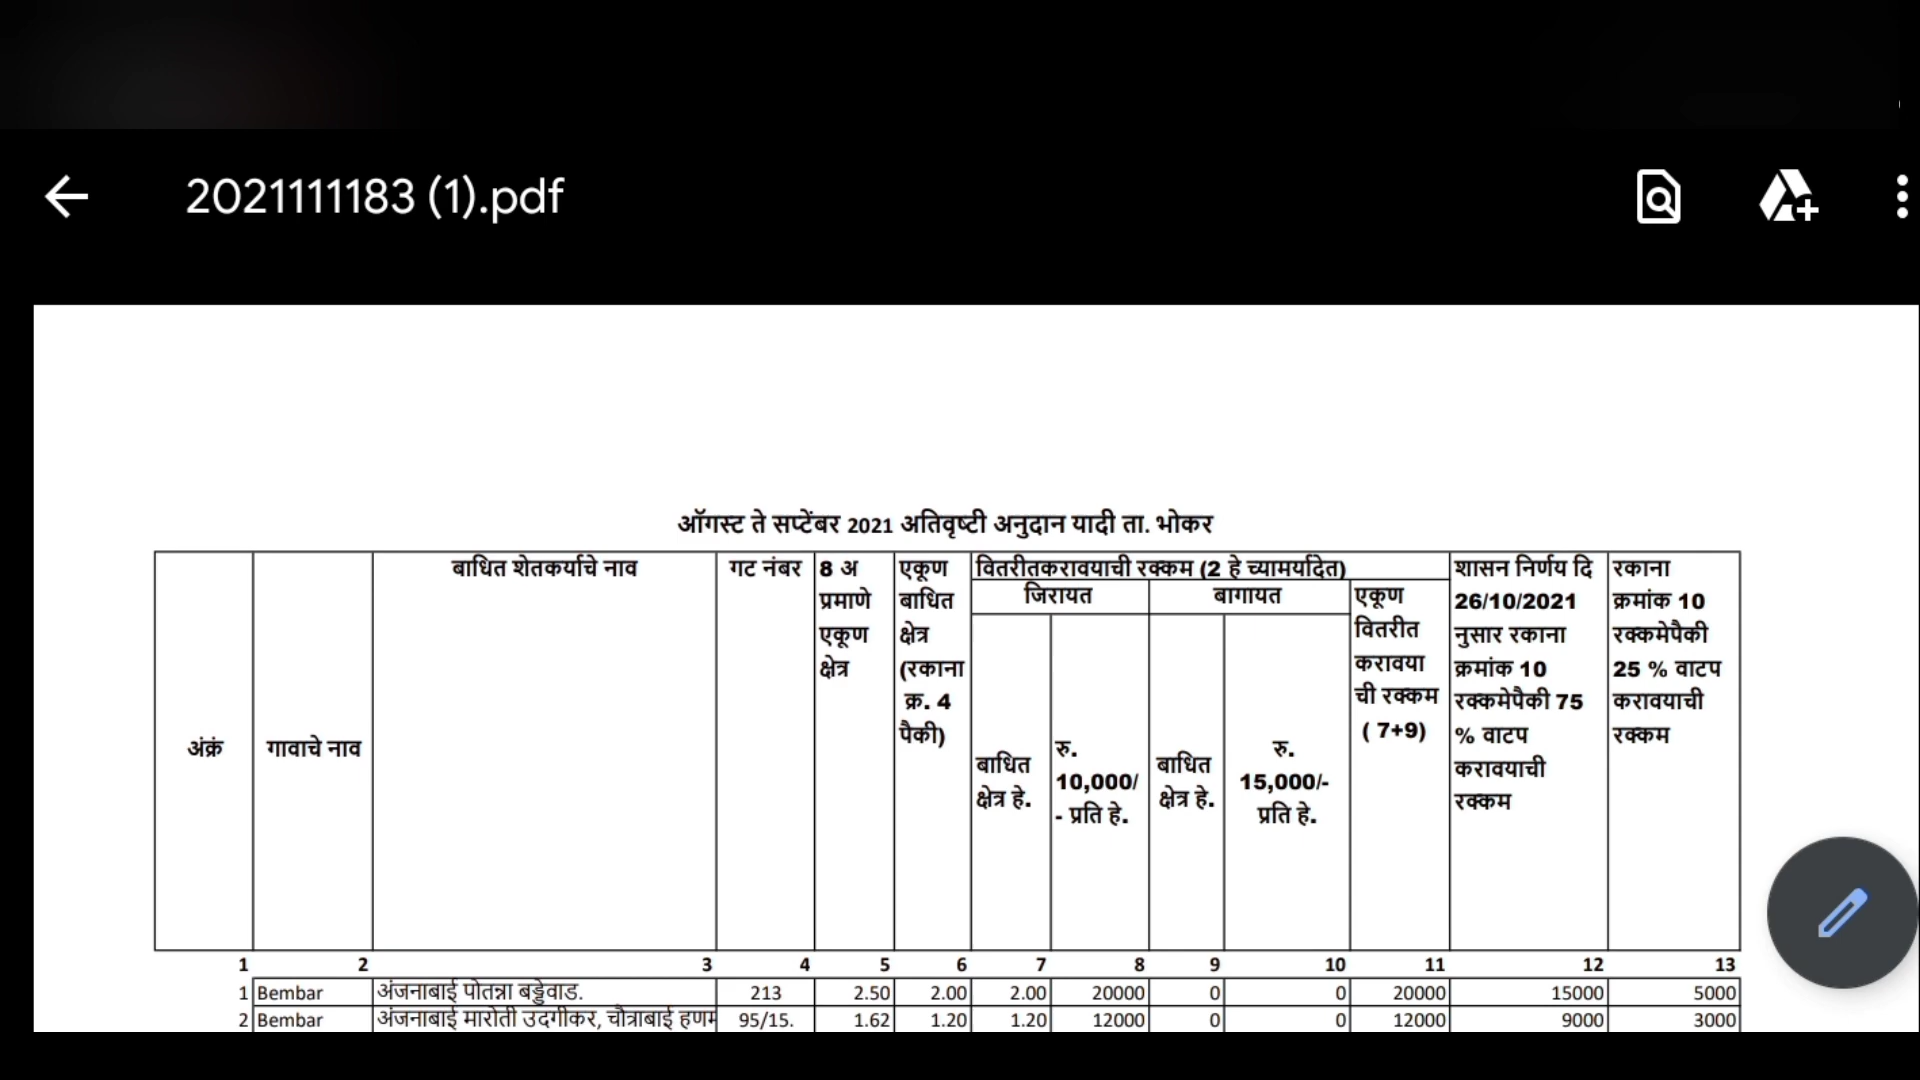 2021111183 (1).pdf
ऑगस्ट ते सप्टेंबर 2021 अतिवृष्टी अनुदान यादी ता. भोकर
अंक्रं
गावाचे नाव
बाधित शेतकर्याचे नाव
गट नंबर
8 अ
प्रमाणे
एकूण
क्षेत्र
एकूण
बाधित
क्षेत्र
(रकाना
क्र. 4
पैकी)
वितरीतकरावयाची रक्कम (2 हे च्यामर्यादेत)
जिरायत
बाधित
क्षेत्र हे.
रु.
10,000/
- प्रति हे.
बागायत
बाधित
क्षेत्र हे.
रु.
15,000/-
प्रति हे.
एकूण
वितरीत
करावया
ची रक्कम
( 7+9)
शासन निर्णय दि
26/10/2021
नुसार रकाना
क्रमांक 10
रक्कमेपैकी 75
% वाटप
करावयाची
रक्कम
रकाना
क्रमांक 10
रक्कमेपैकी
25 % वाटप
करावयाची
रक्कम
1 2 3 4 5 6 7 8 9 10 11 12 13
1 Bembar अंजनाबाई पोतन्ना बड्डेवाड. 213 2.50 2.00 2.00 20000 0 0 20000 15000 5000
2 Bembar अंजनाबाई मारोती उदगीकर, चौत्राबाई हणम 95/15. 1.62 1.20 1.20 12000 0 0 12000 9000 3000